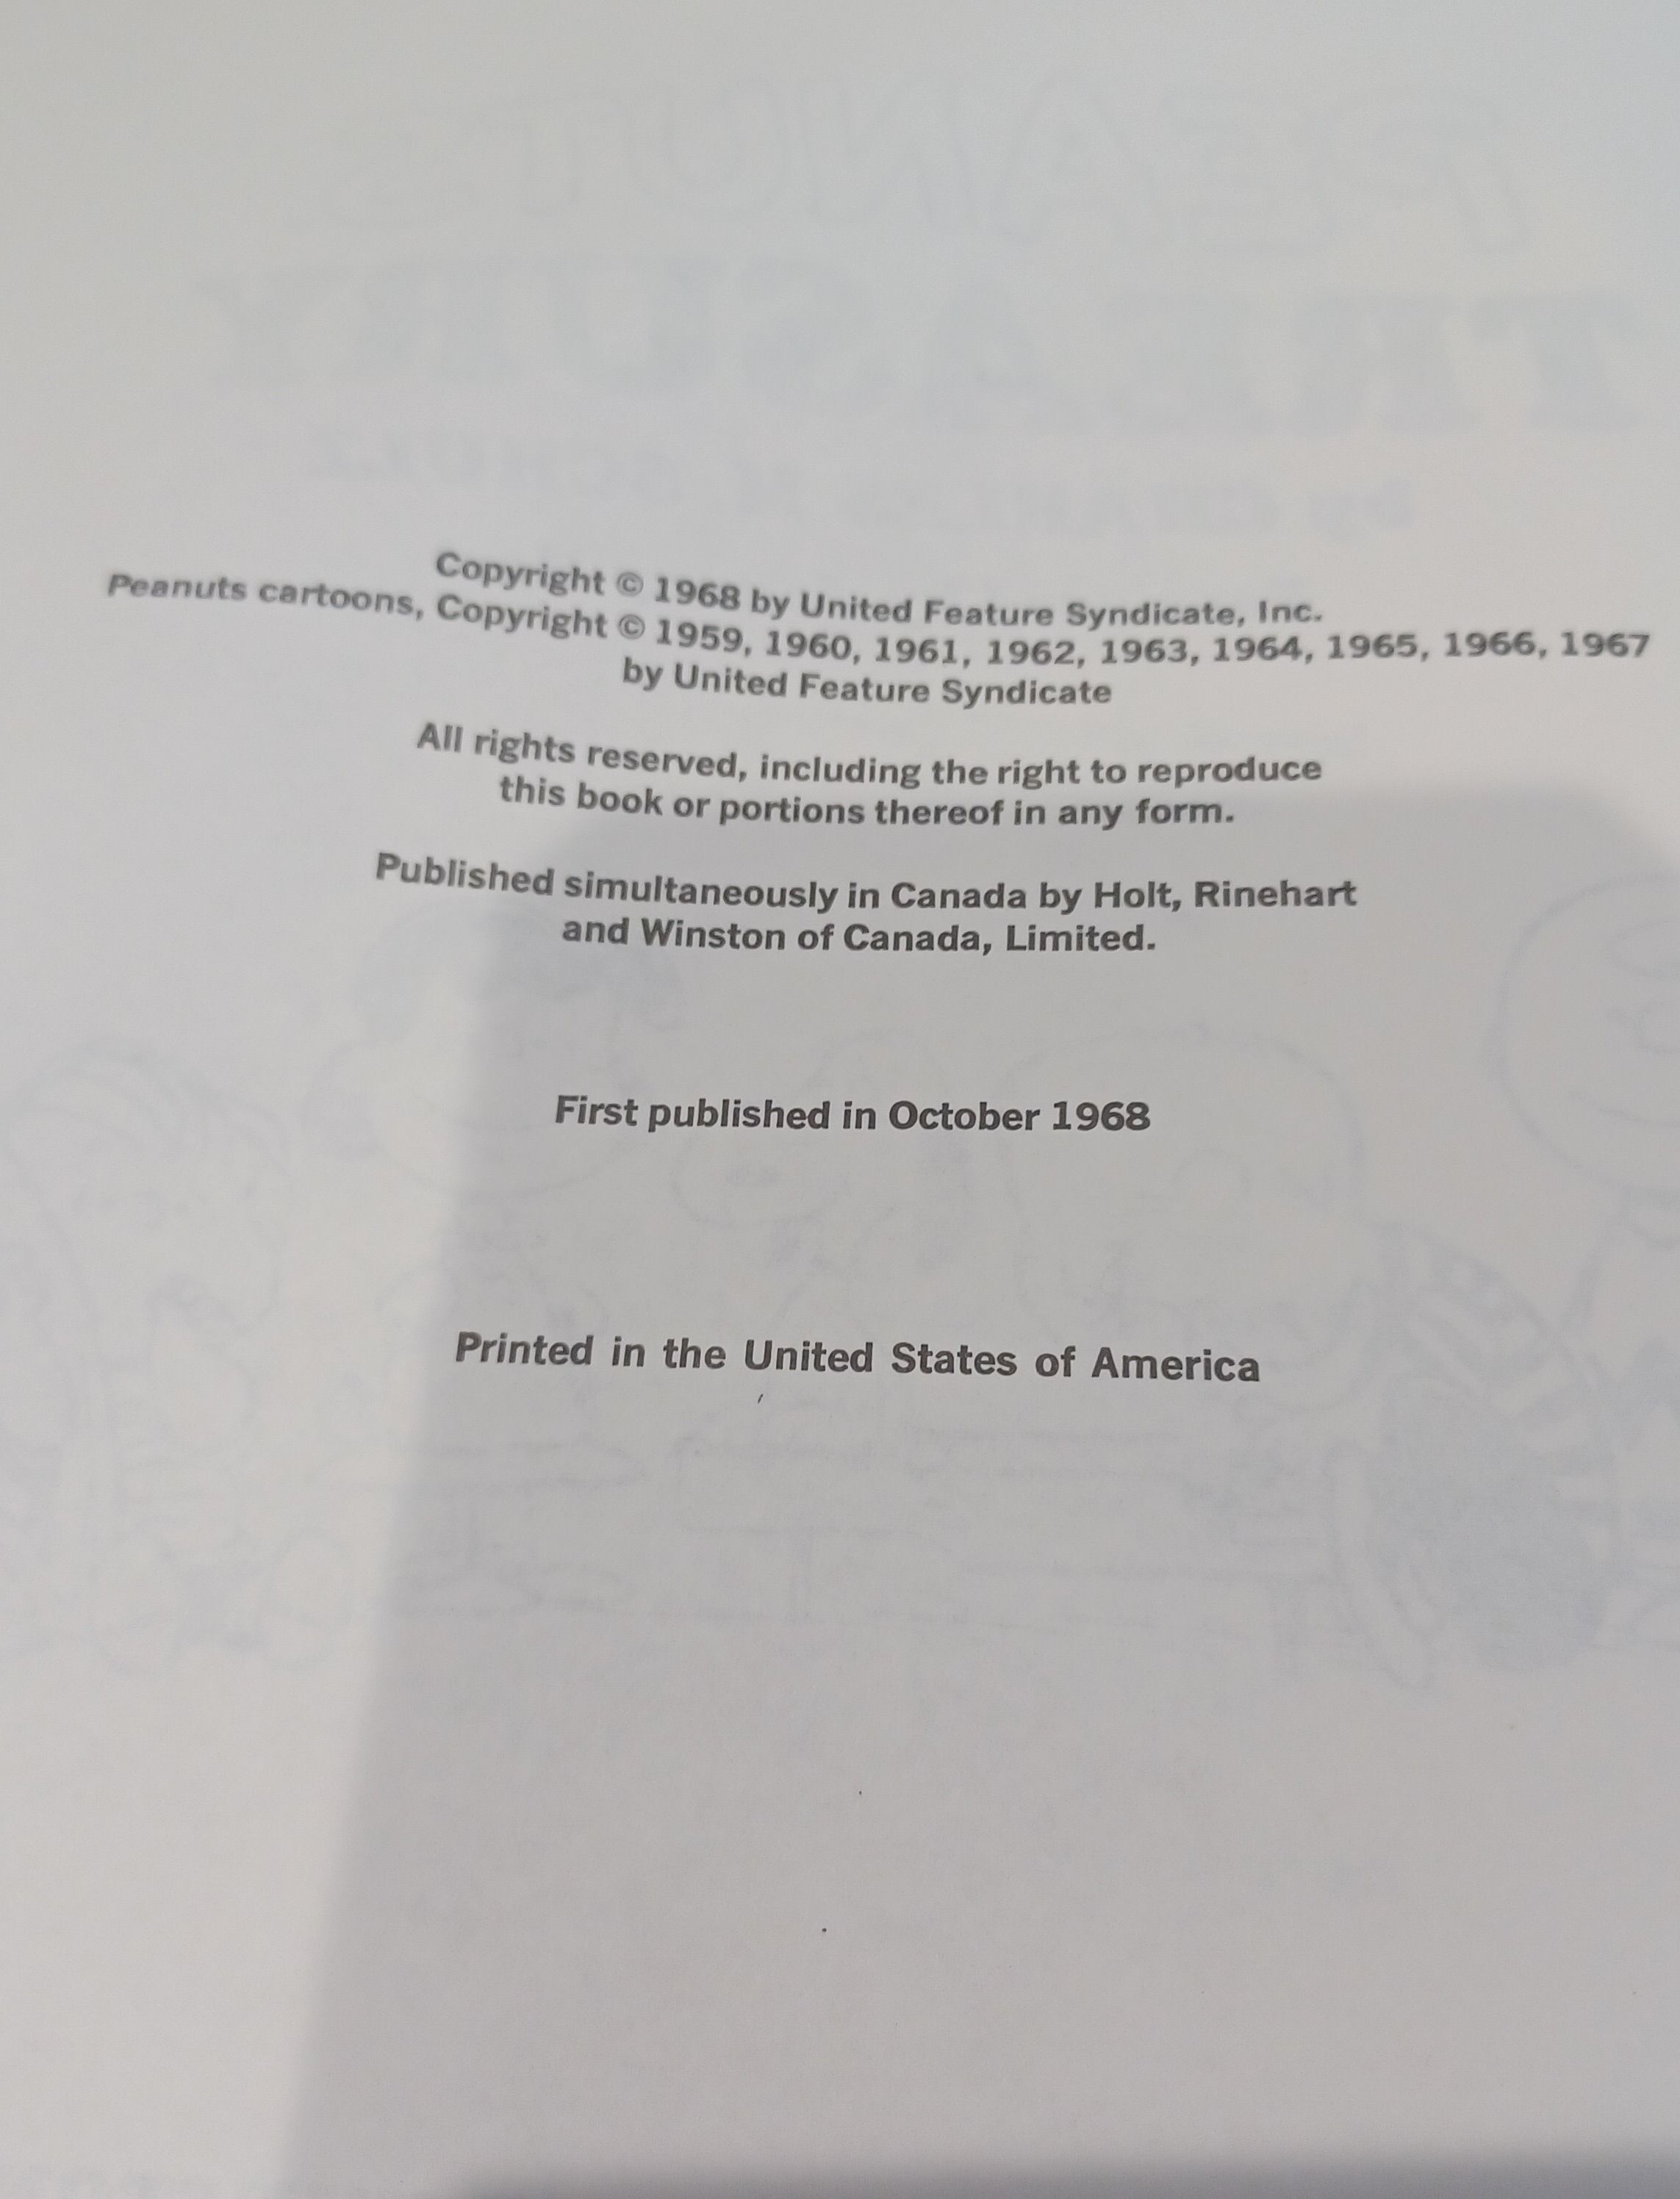 Copyright © 1968 by United Feature Syndicate, Inc.
Peanuts cartoons, Copyright © 1959, 1960, 1961, 1962, 1963, 1964, 1965, 1966, 1967
by United Feature Syndicate
All rights reserved, including the right to reproduce
this book or portions thereof in any form.
Published simultaneously in Canada by Holt, Rinehart
and Winston of Canada, Limited.
First published in October 1968
Printed in the United States of America